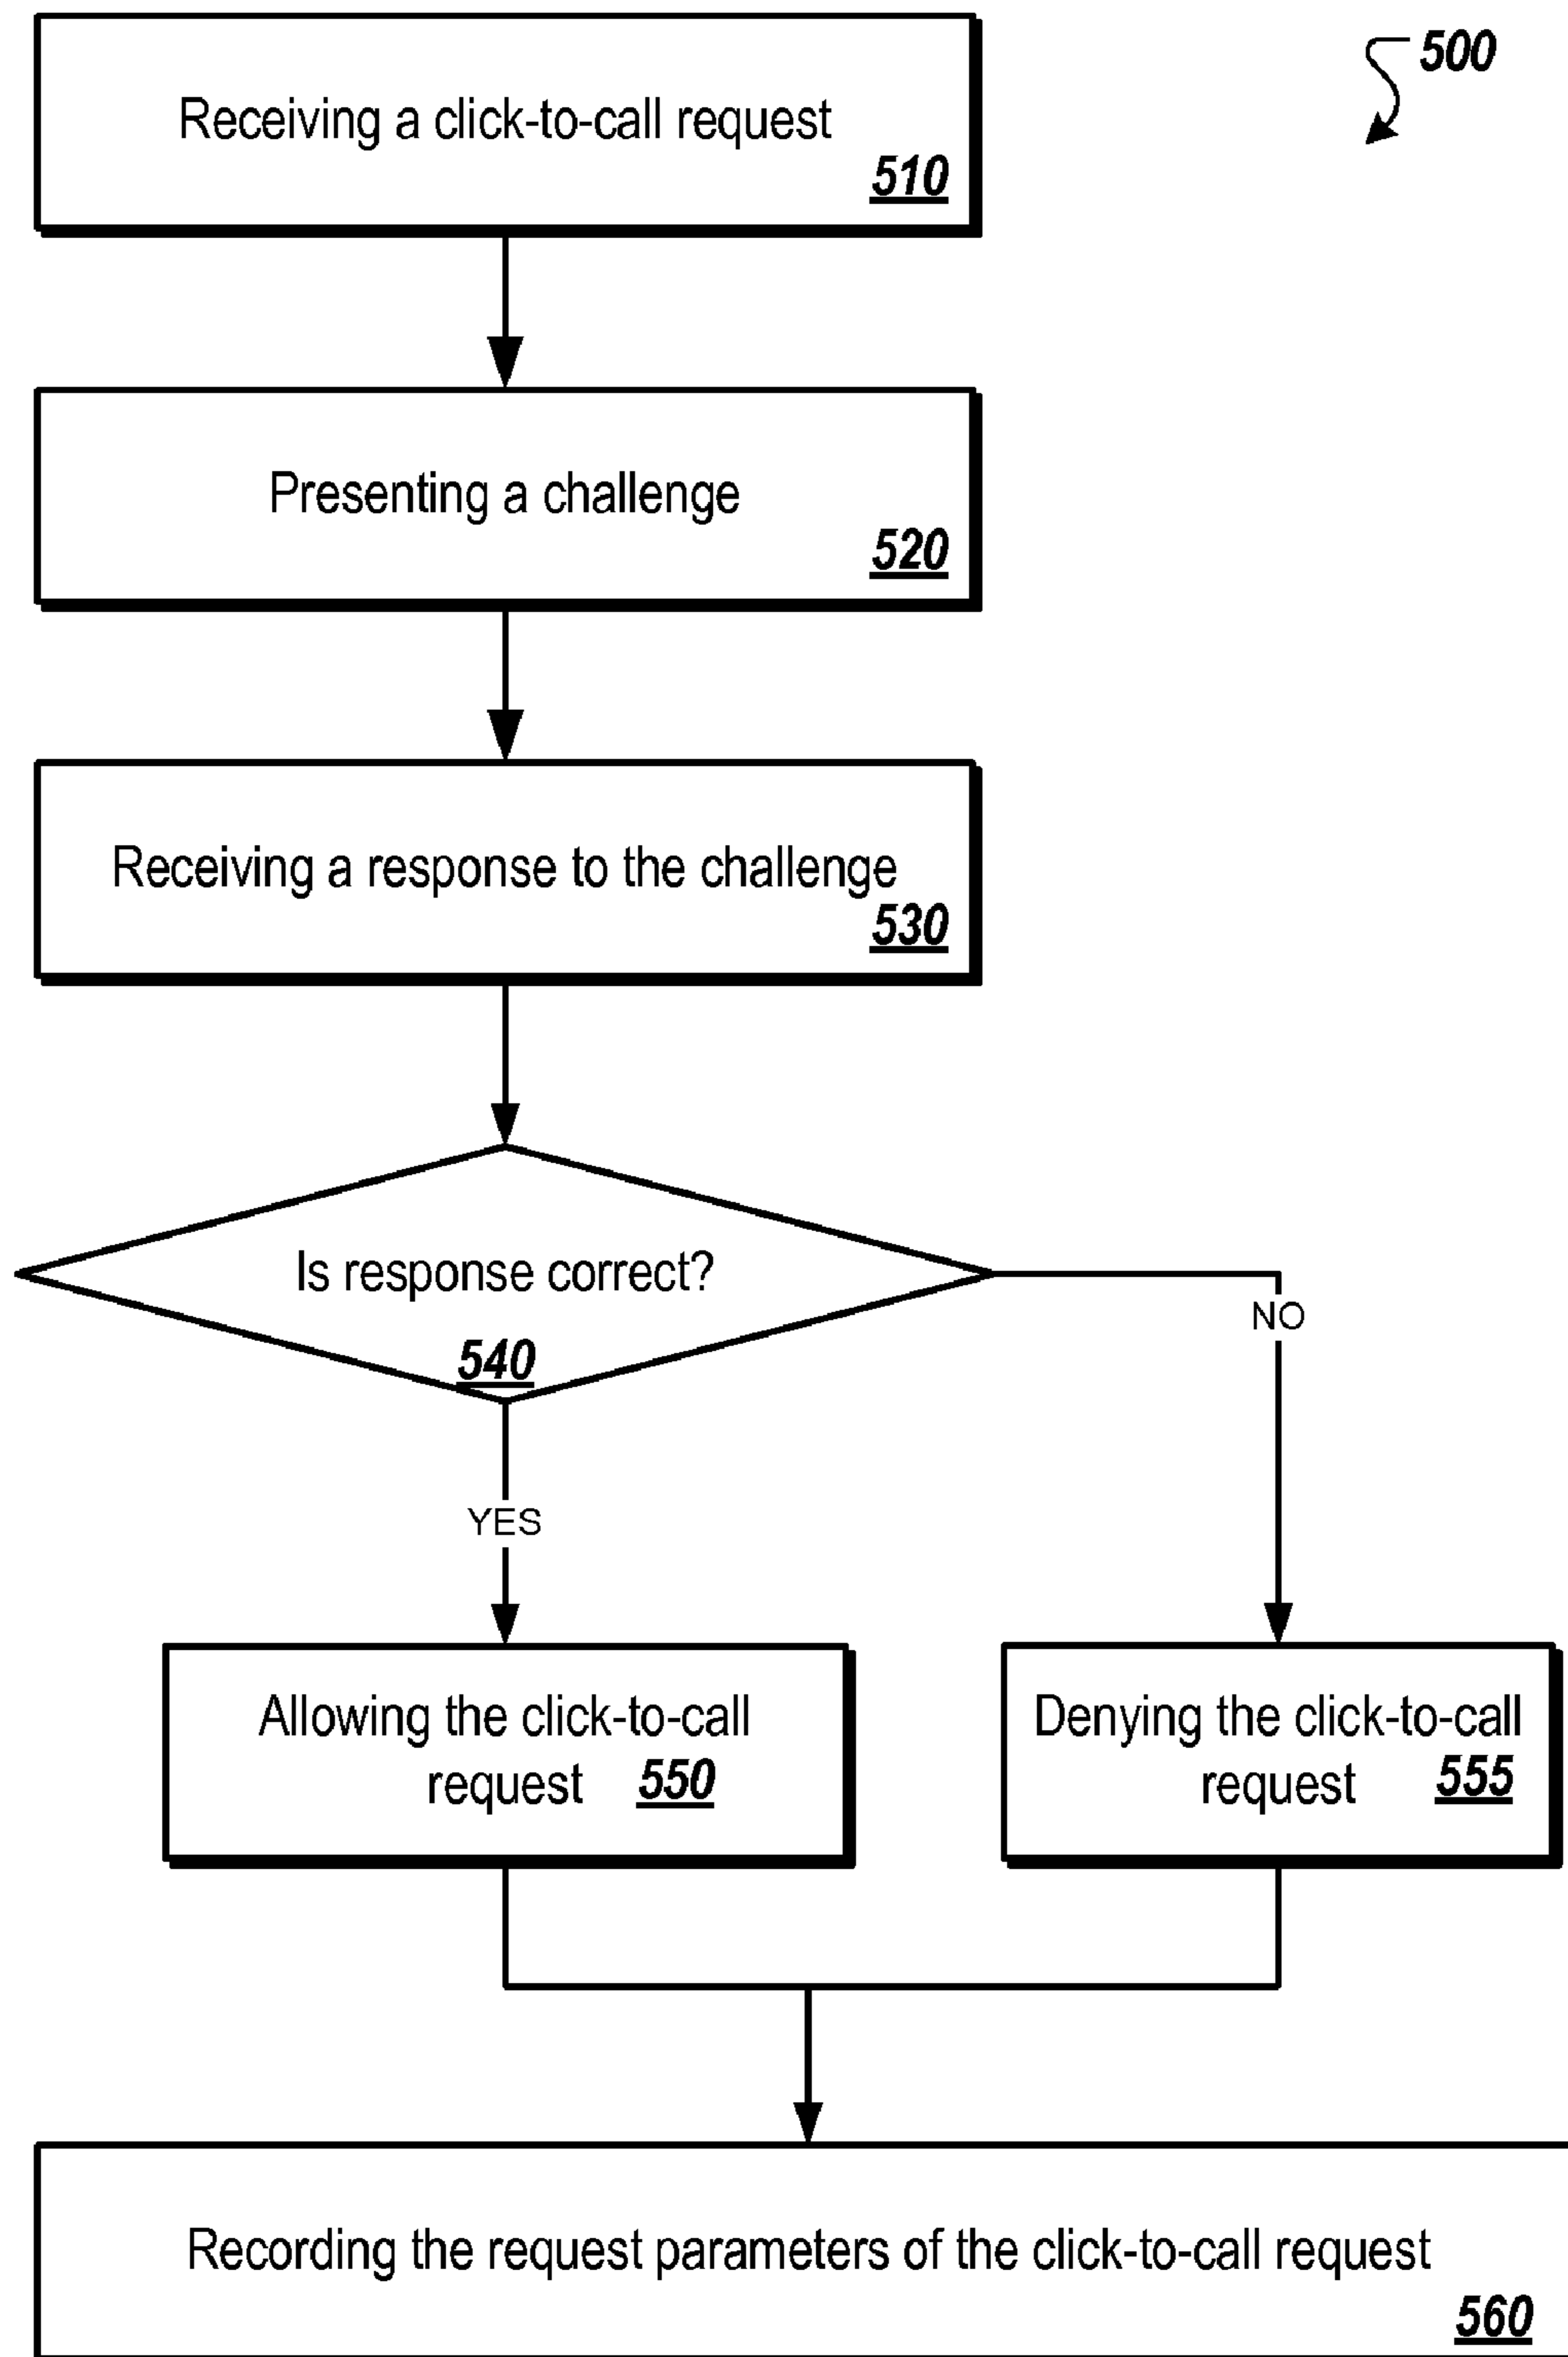 500
Receiving a click-to-call request
510
Presenting a challenge
520
Receiving a response to the challenge
530
Is response correct?
540
NO
YES
Allowing the click-to-call
request 550
Denying the click-to-call
request 555
Recording the request parameters of the click-to-call request
560